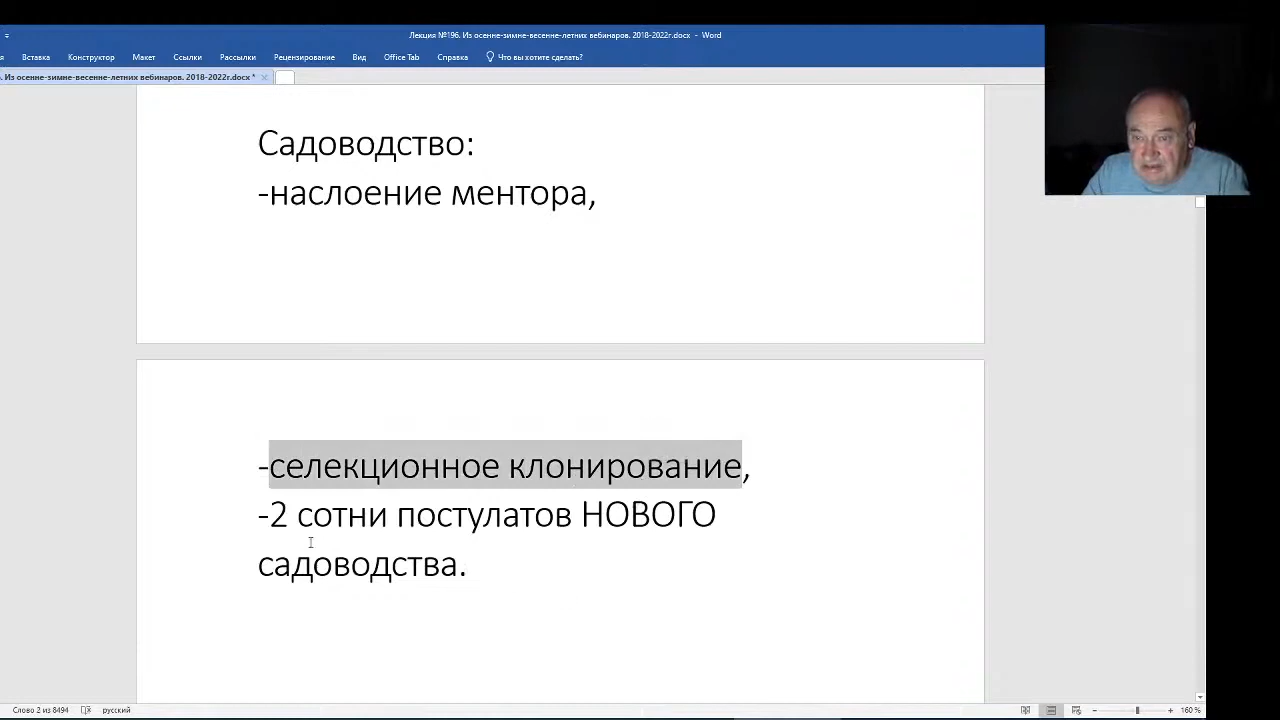 Лекция №196. Из осенне-зимне-весенне-летних вебинаров. 2018-2022г.docx - Word
Вставка Конструктор Макет Ссылки Рассылки Рецензирование Вид Office Tab Справка Что вы хотите сделать?
. Из осенне-зимне-весенне-летних вебинаров. 2018-2022г.docx *
Садоводство:
-наслоение ментора,
-селекционное клонирование,
-2 сотни постулатов НОВОГО
садоводства.
Слово 2 из 8494 русский 160 %